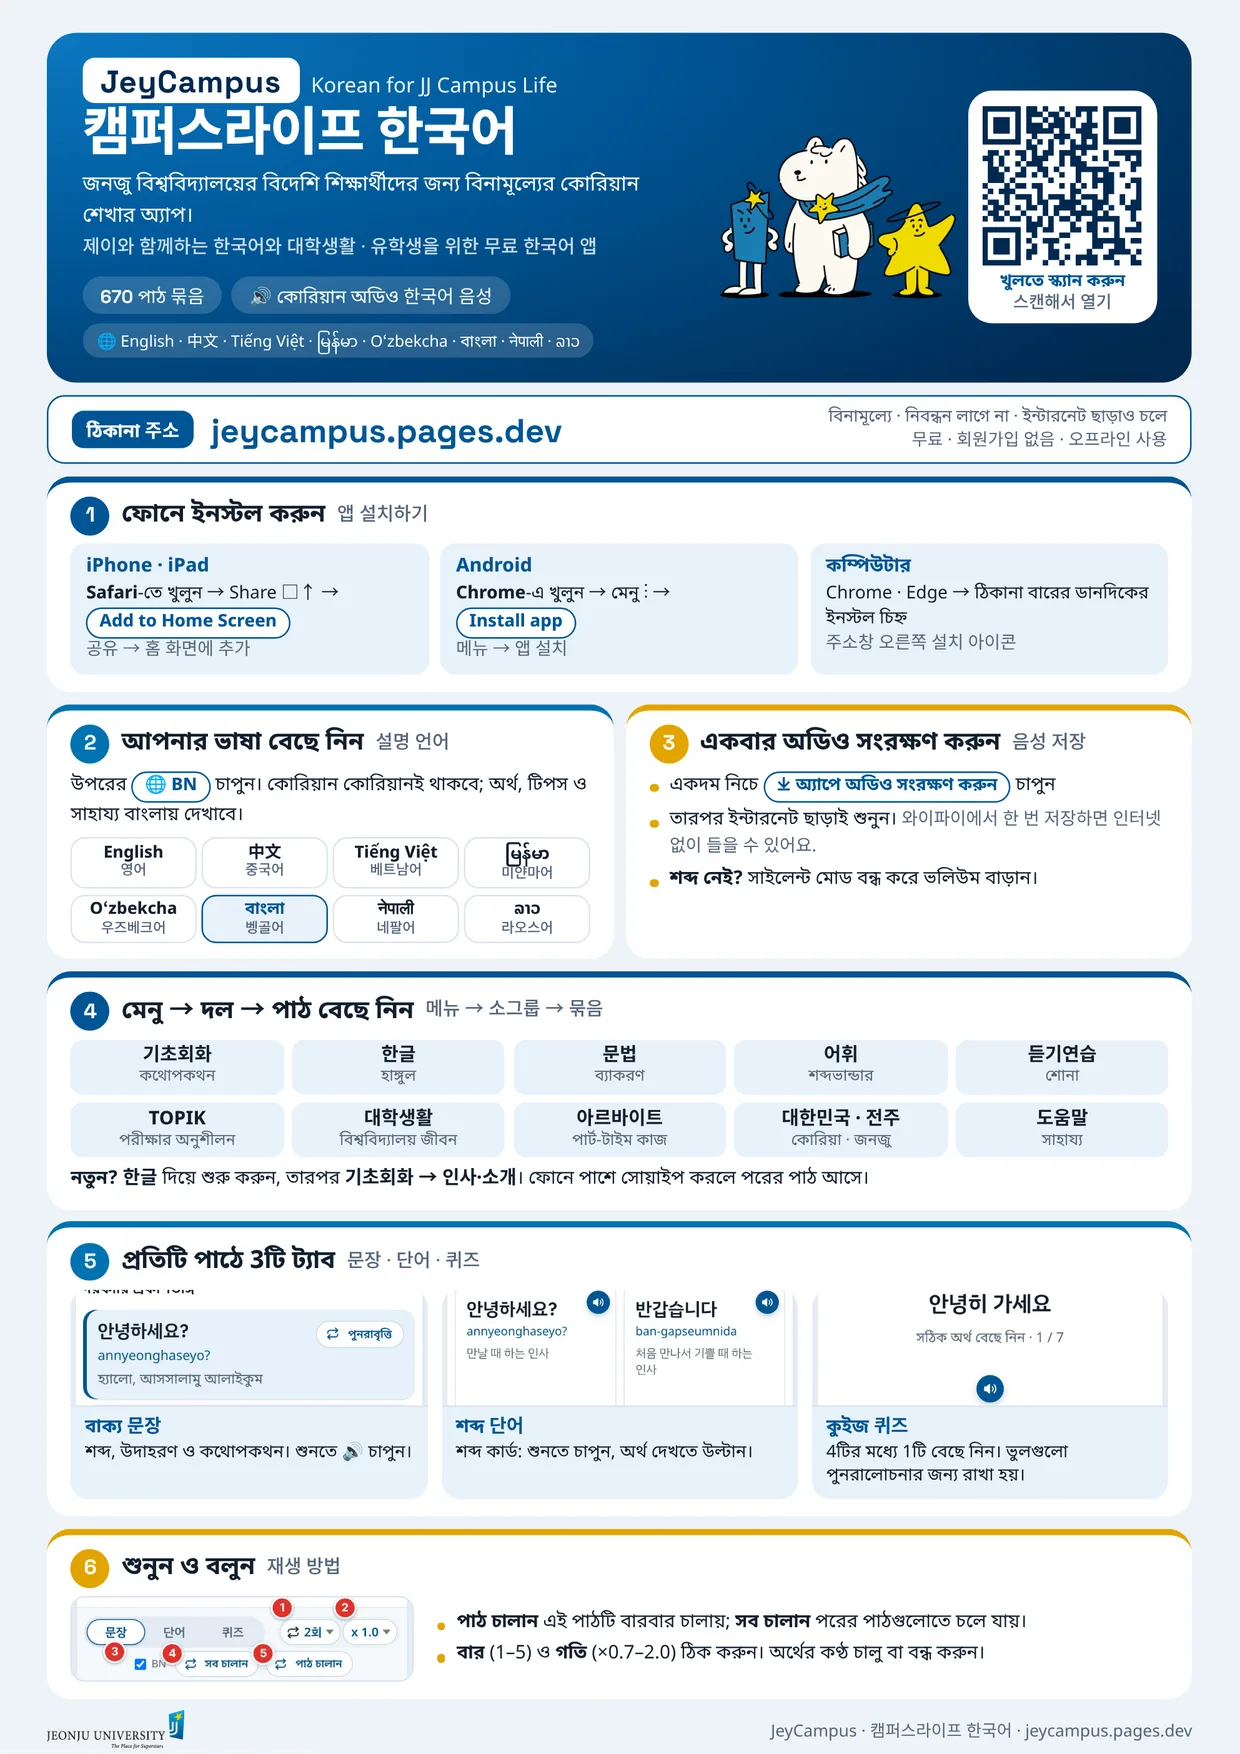 JeyCampus Korean for JJ Campus Life
캠퍼스라이프 한국어
জনজু বিশ্ববিদ্যালয়ের বিদেশি শিক্ষার্থীদের জন্য বিনামূল্যের কোরিয়ান
শেখার অ্যাপ।
제이와 함께하는 한국어와 대학생활 · 유학생을 위한 무료 한국어 앱
670 পাঠ 묶음
🔊 কোরিয়ান অডিও 한국어 음성
🌐 English · 中文 · Tiếng Việt · မြန်မာ · Oʻzbekcha · বাংলা · नेपाली · ລາວ
খুলতে স্ক্যান করুন
스캔해서 열기
ঠিকানা 주소 jeycampus.pages.dev
বিনামূল্যে · নিবন্ধন লাগে না · ইন্টারনেট ছাড়াও চলে
무료 · 회원가입 없음 · 오프라인 사용
1 ফোনে ইনস্টল করুন 앱 설치하기
iPhone · iPad
Safari-তে খুলুন → Share □↑ →
Add to Home Screen
공유 → 홈 화면에 추가
Android
Chrome-এ খুলুন → মেনু ⋮ →
Install app
메뉴 → 앱 설치
কম্পিউটার
Chrome · Edge → ঠিকানা বারের ডানদিকের
ইনস্টল চিহ্ন
주소창 오른쪽 설치 아이콘
2 আপনার ভাষা বেছে নিন 설명 언어
উপরের 🌐 BN চাপুন। কোরিয়ান কোরিয়ানই থাকবে; অর্থ, টিপস ও
সাহায্য বাংলায় দেখাবে।
English
영어
中文
중국어
Tiếng Việt
베트남어
မြန်မာ
미얀마어
Oʻzbekcha
우즈베크어
বাংলা
벵골어
नेपाली
네팔어
ລາວ
라오스어
3 একবার অডিও সংরক্ষণ করুন 음성 저장
একদম নিচে ↓ অ্যাপে অডিও সংরক্ষণ করুন চাপুন
তারপর ইন্টারনেট ছাড়াই শুনুন। 와이파이에서 한 번 저장하면 인터넷
없이 들을 수 있어요.
শব্দ নেই? সাইলেন্ট মোড বন্ধ করে ভলিউম বাড়ান।
4 মেনু → দল → পাঠ বেছে নিন 메뉴 → 소그룹 → 묶음
기초회화
কথোপকথন
한글
হাঙ্গুল
문법
ব্যাকরণ
어휘
শব্দভান্ডার
듣기연습
শোনা
TOPIK
পরীক্ষার অনুশীলন
대학생활
বিশ্ববিদ্যালয় জীবন
아르바이트
পার্ট-টাইম কাজ
대한민국 · 전주
কোরিয়া · জনজু
도움말
সাহায্য
নতুন? 한글 দিয়ে শুরু করুন, তারপর 기초회화 → 인사·소개। ফোনে পাশে সোয়াইপ করলে পরের পাঠ আসে।
5 প্রতিটি পাঠে 3টি ট্যাব 문장 · 단어 · 퀴즈
안녕하세요?
পুনরাবৃত্তি
annyeonghaseyo?
হ্যালো, আসসালামু আলাইকুম
বাক্য 문장
শব্দ, উদাহরণ ও কথোপকথন। শুনতে 🔊 চাপুন।
안녕하세요?
annyeonghaseyo?
만날 때 하는 인사
반갑습니다
ban-gapseumnida
처음 만나서 기쁠 때 하는
인사
শব্দ 단어
শব্দ কার্ড: শুনতে চাপুন, অর্থ দেখতে উল্টান।
안녕히 가세요
সঠিক অর্থ বেছে নিন · 1 / 7
কুইজ 퀴즈
4টির মধ্যে 1টি বেছে নিন। ভুলগুলো
পুনরালোচনার জন্য রাখা হয়।
6 শুনুন ও বলুন 재생 방법
1 2
문장 단어 퀴즈 2회 x 1.0
3 4 5
BN সব চালান পাঠ চালান
পাঠ চালান এই পাঠটি বারবার চালায়; সব চালান পরের পাঠগুলোতে চলে যায়।
বার (1–5) ও গতি (×0.7–2.0) ঠিক করুন। অর্থের কণ্ঠ চালু বা বন্ধ করুন।
JEONJU UNIVERSITY
The Place for Superstars
JeyCampus · 캠퍼스라이프 한국어 · jeycampus.pages.dev